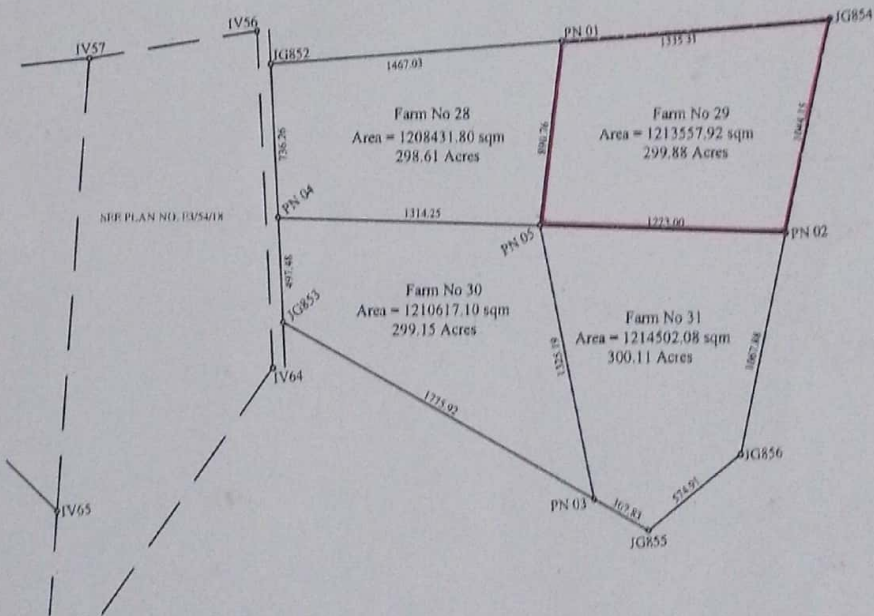 IV56
JG854
IV57
PN 01
JG852
1335.31
1467.03
Farm No 28
Area = 1208431.80 sqm
298.61 Acres
Farm No 29
Area = 1213557.92 sqm
299.88 Acres
736.26
890.76
SEE PLAN NO.
PN 04
1314.25
PN 05
1223.00
PN 02
497.48
Farm No 30
Area = 1210617.10 sqm
299.15 Acres
Farm No 31
Area = 1214502.08 sqm
300.11 Acres
JG853
1325.19
1067.88
IV64
1775.92
JG856
574.91
IV65
PN 03
167.83
JG855